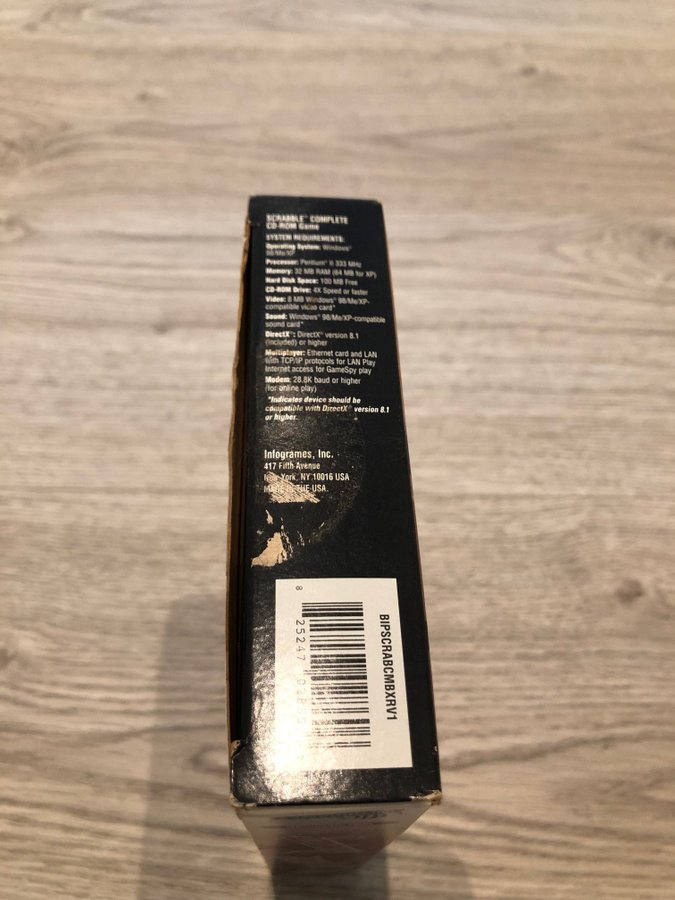 SCRABBLE™ COMPLETE
CD-ROM Game
SYSTEM REQUIREMENTS:
Operating System: Windows®
98/Me/XP
Processor: Pentium® II 333 MHz
Memory: 32 MB RAM (64 MB for XP)
Hard Disk Space: 100 MB Free
CD-ROM Drive: 4X Speed or faster
Video: 8 MB Windows® 98/Me/XP-
compatible video card*
Sound: Windows® 98/Me/XP-compatible
sound card*
DirectX®: DirectX® version 8.1
(included) or higher
Multiplayer: Ethernet card and LAN
with TCP/IP protocols for LAN Play
Internet access for GameSpy play
Modem: 28.8K baud or higher
(for online play)
*Indicates device should be
compatible with DirectX® version 8.1
or higher.
Infogrames, Inc.
417 Fifth Avenue
New York, NY 10016 USA
MADE IN THE USA.
BIPSCRABCMBXRV1
8 25247